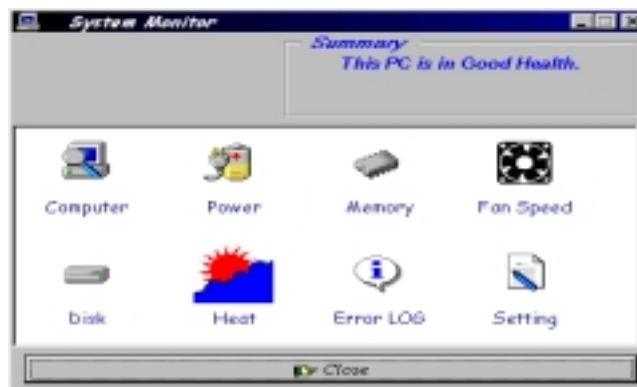 System Monitor
Summary
This PC is in Good Health.
Computer Power Memory Fan Speed
Disk Heat Error LOG Setting
Close